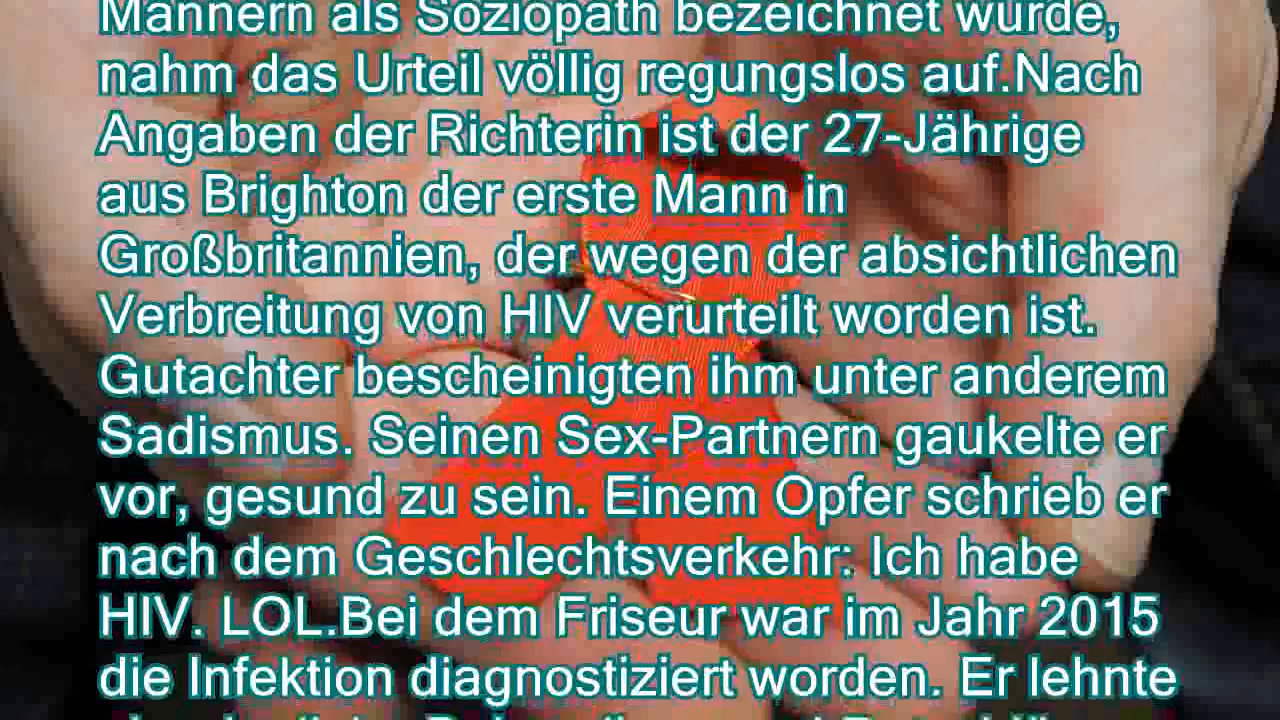 Männern als Soziopath bezeichnet wurde,
nahm das Urteil völlig regungslos auf.Nach
Angaben der Richterin ist der 27-Jährige
aus Brighton der erste Mann in
Großbritannien, der wegen der absichtlichen
Verbreitung von HIV verurteilt worden ist.
Gutachter bescheinigten ihm unter anderem
Sadismus. Seinen Sex-Partnern gaukelte er
vor, gesund zu sein. Einem Opfer schrieb er
nach dem Geschlechtsverkehr: Ich habe
HIV. LOL.Bei dem Friseur war im Jahr 2015
die Infektion diagnostiziert worden. Er lehnte